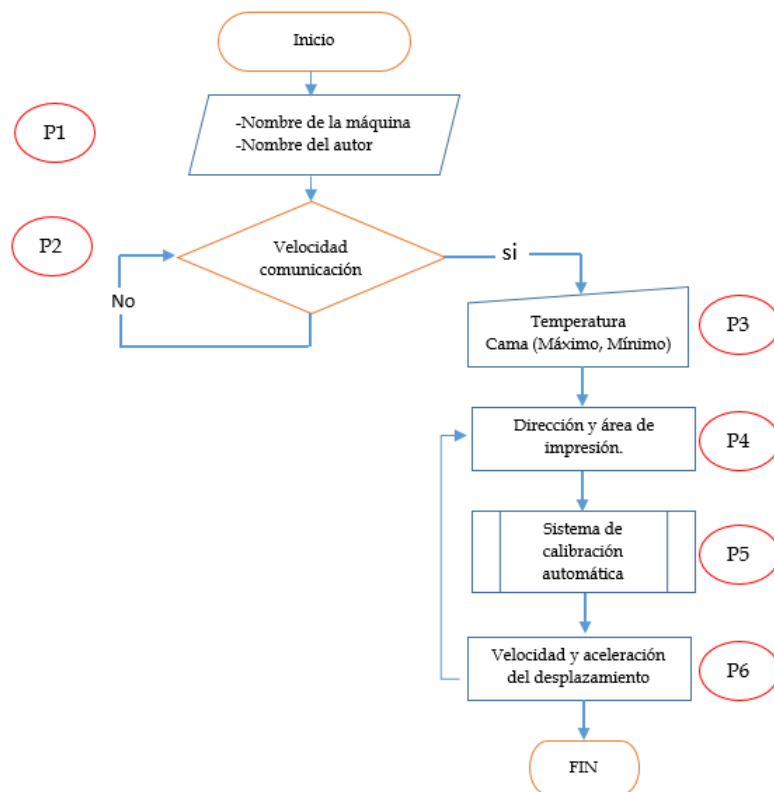 Inicio
P1
-Nombre de la máquina
-Nombre del autor
P2
Velocidad
comunicación
si
No
Temperatura
Cama (Máximo, Mínimo)
P3
Dirección y área de
impresión.
P4
Sistema de
calibración
automática
P5
Velocidad y aceleración
del desplazamiento
P6
FIN